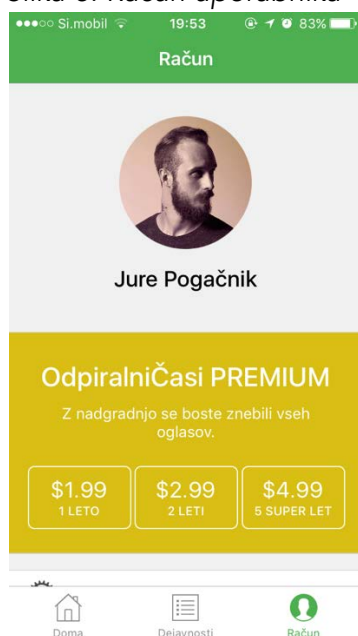 Si.mobil 19:53 83%
Račun
Jure Pogačnik
OdpiralniČasi PREMIUM
Z nadgradnjo se boste znebili vseh
oglasov.
$1.99 $2.99 $4.99
1 LETO 2 LETI 5 SUPER LET
Doma Dejavnosti Račun